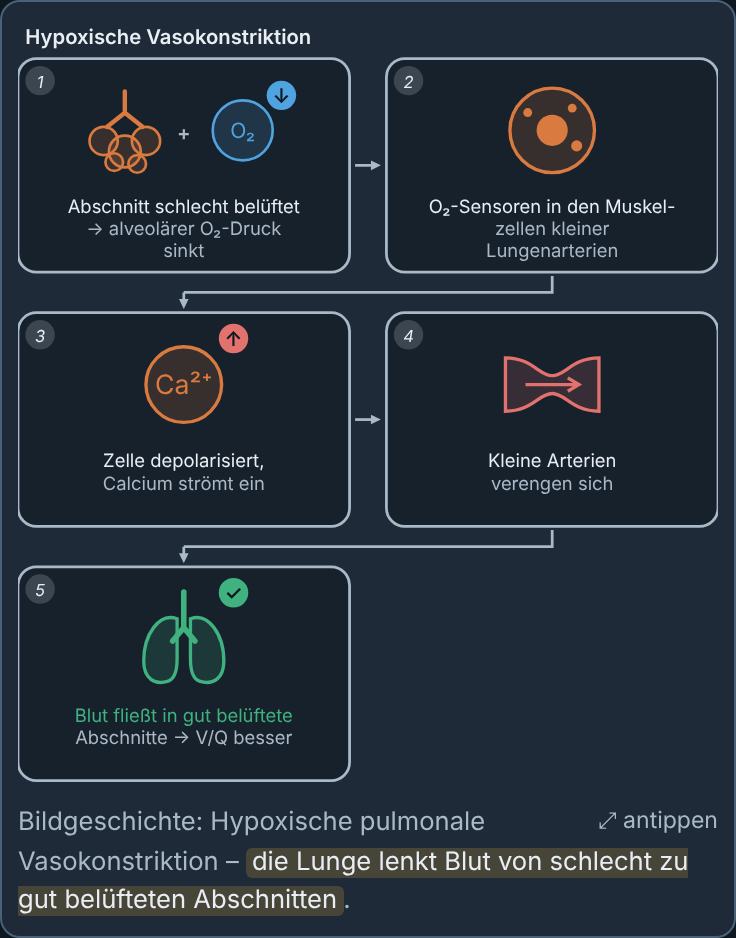 Hypoxische Vasokonstriktion
1
+
O₂
↓
Abschnitt schlecht belüftet
→ alveolärer O₂-Druck
sinkt
2
O₂-Sensoren in den Muskel-
zellen kleiner
Lungenarterien
3
↑
Ca²⁺
Zelle depolarisiert,
Calcium strömt ein
4
Kleine Arterien
verengen sich
5
Blut fließt in gut belüftete
Abschnitte → V/Q besser
Bildgeschichte: Hypoxische pulmonale
⤢ antippen
Vasokonstriktion – die Lunge lenkt Blut von schlecht zu
gut belüfteten Abschnitten.